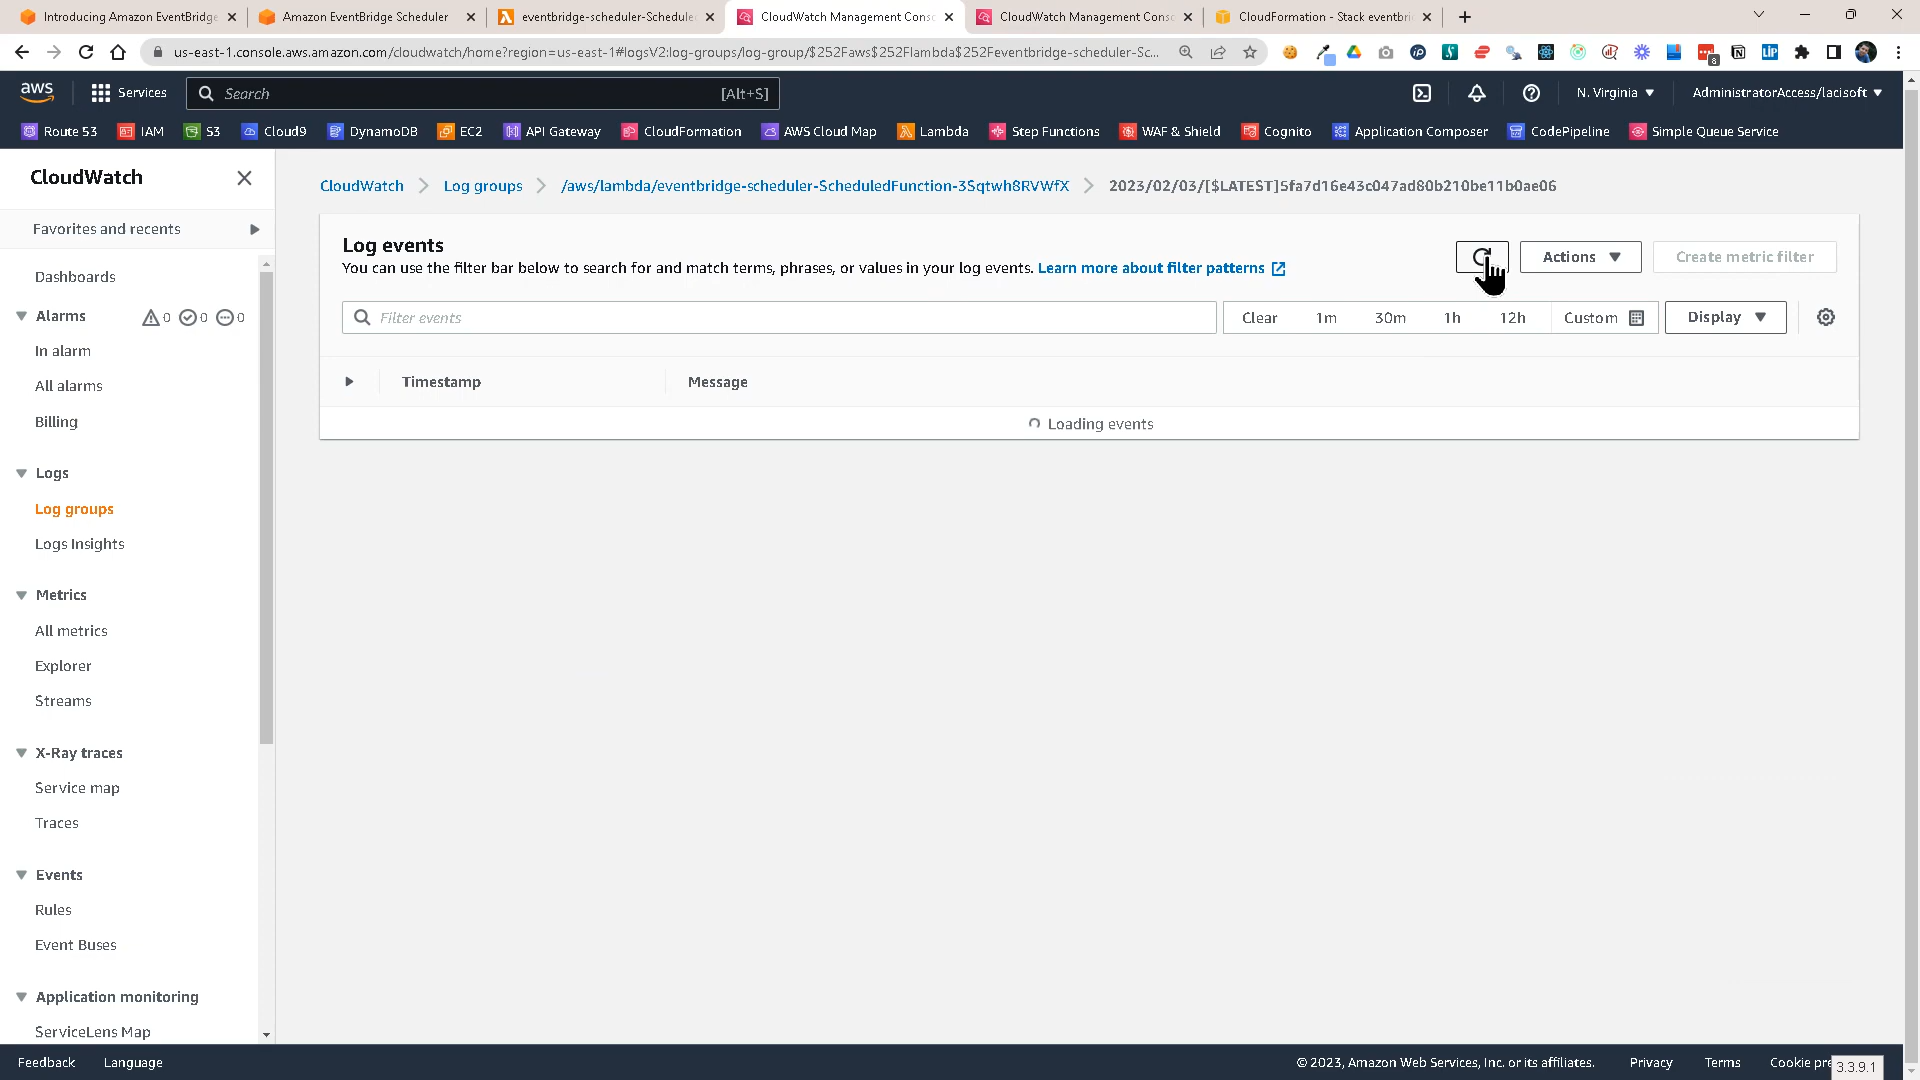 Introducing Amazon EventBridge
Amazon EventBridge Scheduler
eventbridge-scheduler-Schedule
CloudWatch Management Conso
CloudWatch Management Conso
CloudFormation - Stack eventbri
us-east-1.console.aws.amazon.com/cloudwatch/home?region=us-east-1#logsV2:log-groups/log-group/$252Faws$252Flambda$252Feventbridge-scheduler-Sc...
aws
Services
Search
[Alt+S]
N. Virginia
AdministratorAccess/lacisoft
Route 53
IAM
S3
Cloud9
DynamoDB
EC2
API Gateway
CloudFormation
AWS Cloud Map
Lambda
Step Functions
WAF & Shield
Cognito
Application Composer
CodePipeline
Simple Queue Service
CloudWatch
Favorites and recents
Dashboards
Alarms
0
0
0
In alarm
All alarms
Billing
Logs
Log groups
Logs Insights
Metrics
All metrics
Explorer
Streams
X-Ray traces
Service map
Traces
Events
Rules
Event Buses
Application monitoring
ServiceLens Map
CloudWatch
Log groups
/aws/lambda/eventbridge-scheduler-ScheduledFunction-3Sqtwh8RVWfX
2023/02/03/[$LATEST]5fa7d16e43c047ad80b210be11b0ae06
Log events
You can use the filter bar below to search for and match terms, phrases, or values in your log events. Learn more about filter patterns
Actions
Create metric filter
Filter events
Clear
1m
30m
1h
12h
Custom
Display
Timestamp
Message
Loading events
Feedback
Language
© 2023, Amazon Web Services, Inc. or its affiliates.
Privacy
Terms
Cookie pre
3.3.9.1